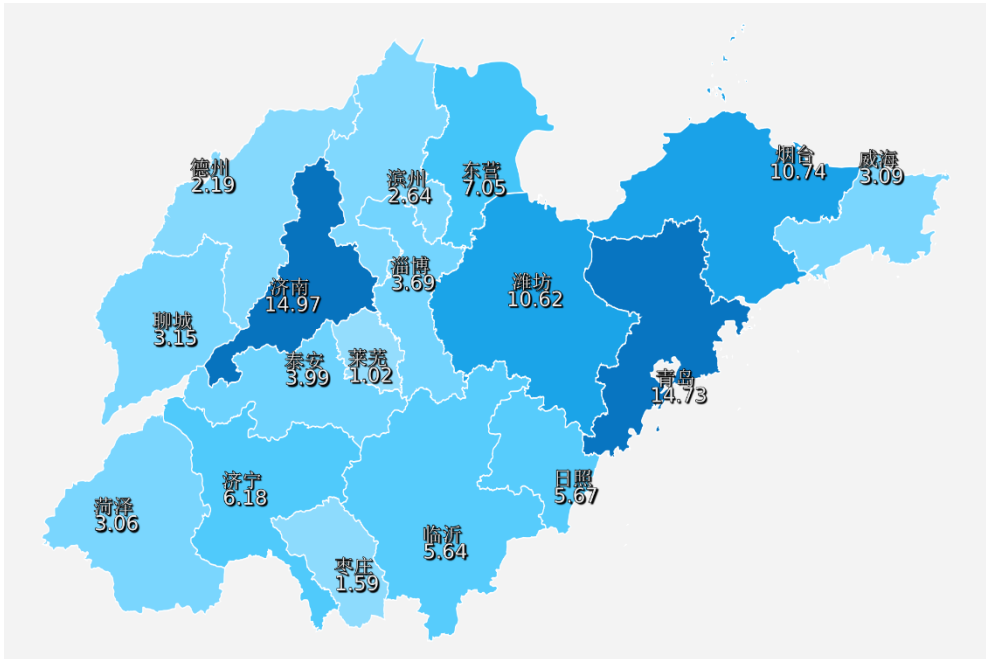 烟台
10.74
威海
3.09
德州
2.19
东营
7.05
滨州
2.64
淄博
3.69
潍坊
10.62
济南
14.97
聊城
3.15
泰安
3.99
莱芜
1.02
青岛
14.73
日照
5.67
济宁
6.18
菏泽
3.06
临沂
5.64
枣庄
1.59